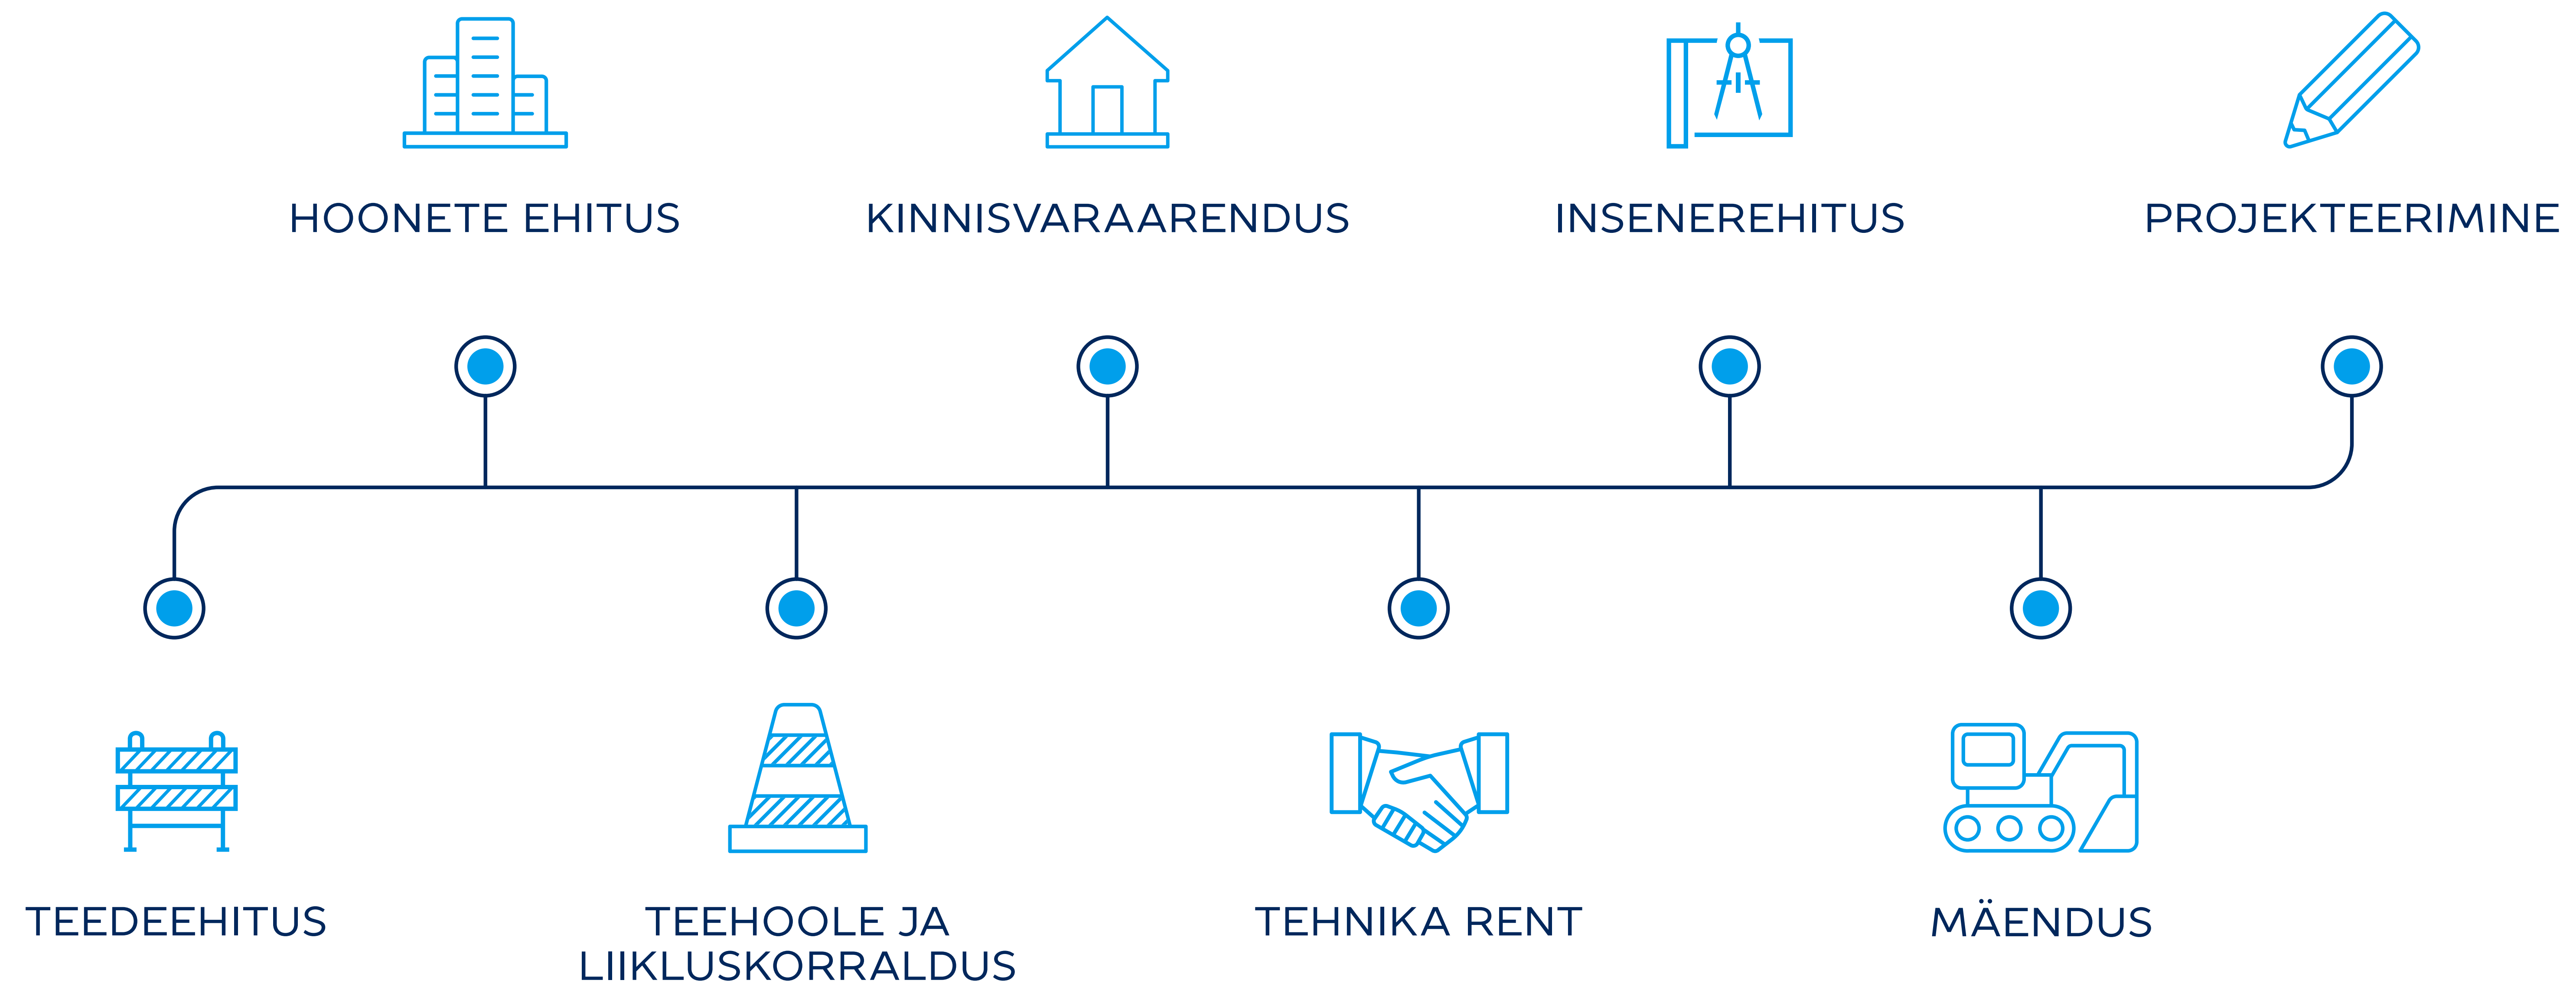 HOONETE EHITUS
KINNISVARAARENDUS
INSENEREHITUS
PROJEKTEERIMINE
TEEDEEHITUS
TEEHOOLE JA
LIIKLUSKORRALDUS
TEHNIKA RENT
MÄENDUS